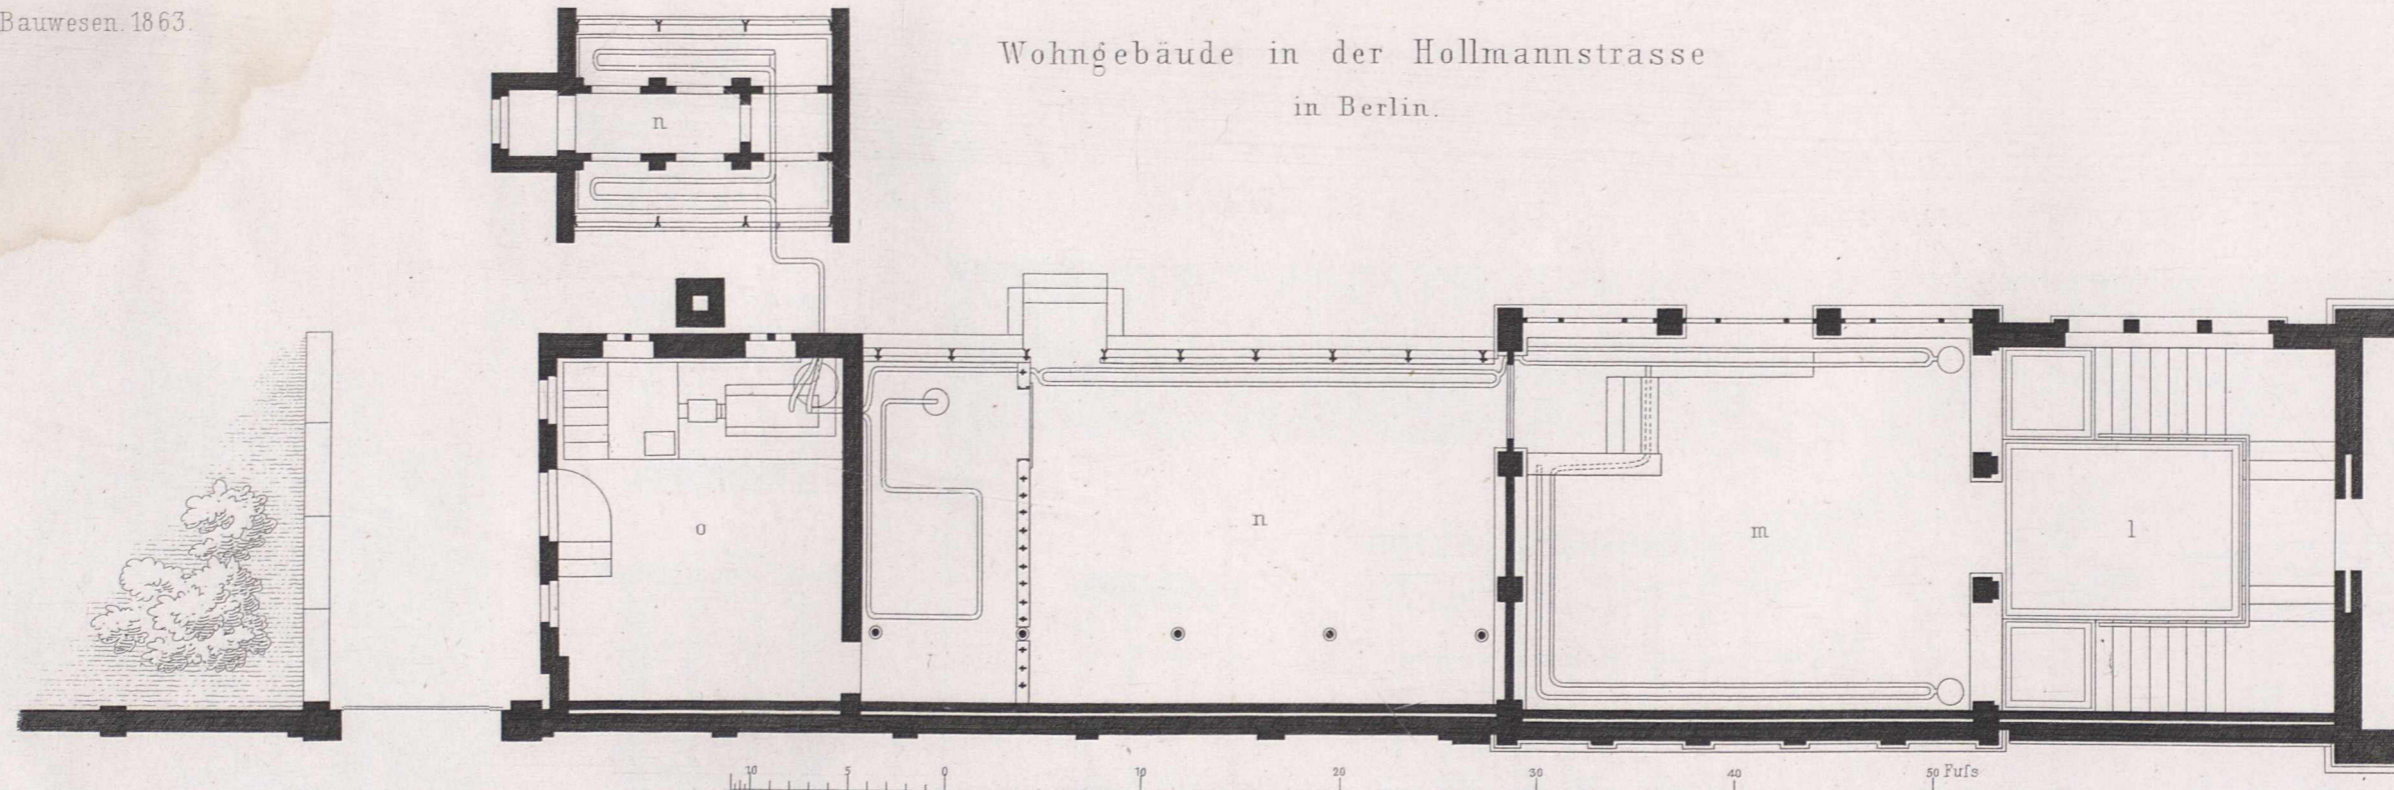 Bauwesen. 1863.
Wohngebäude in der Hollmannstrasse
in Berlin.
n
o
n
m
l
10 5 0 10 20 30 40 50 Fuſs